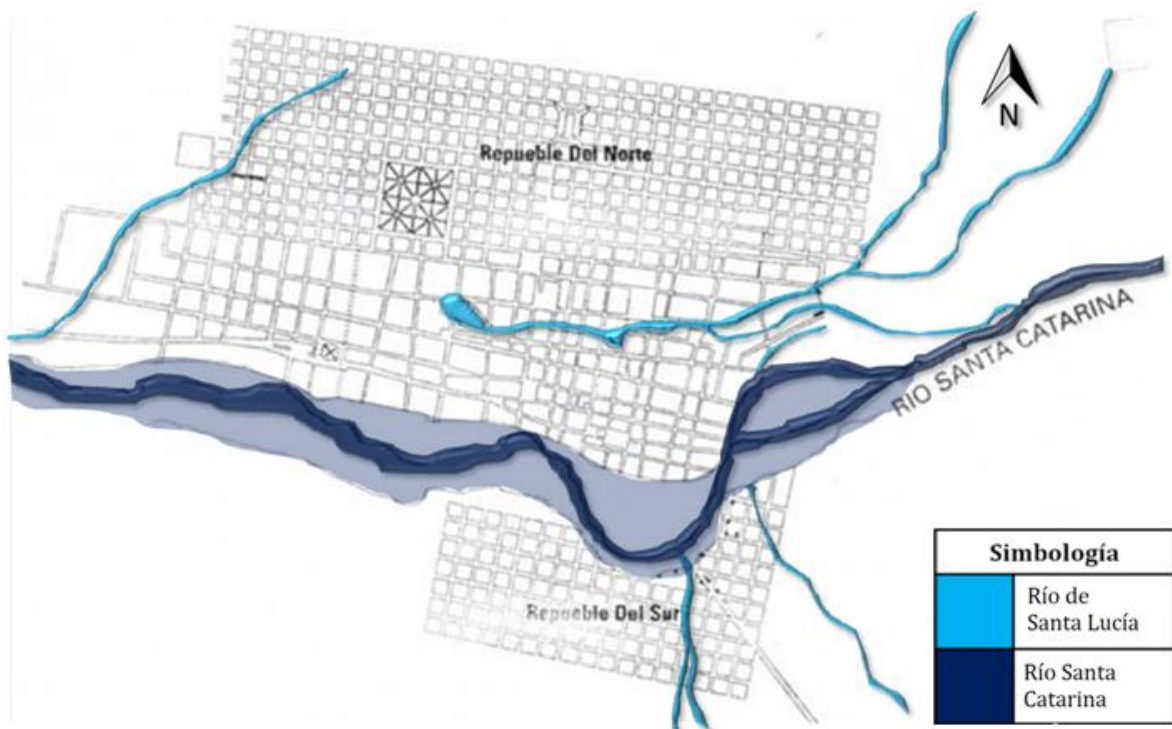 N
Repueble Del Norte
RIO SANTA CATARINA
Repueble Del Sur
Simbología
Río de
Santa Lucía
Río Santa
Catarina